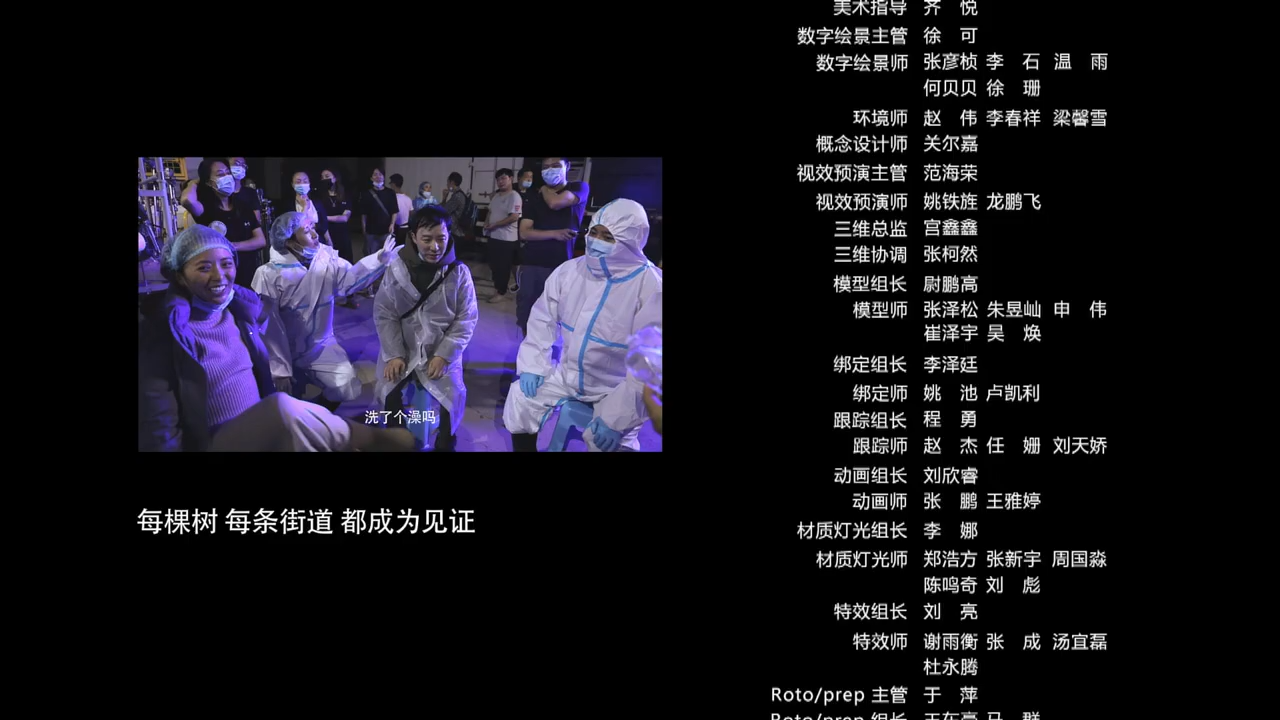 洗了个澡吗
每棵树 每条街道 都成为见证
美术指导 齐 悦
数字绘景主管 徐 可
数字绘景师 张彦桢 李 石 温 雨
何贝贝 徐 珊
环境师 赵 伟 李春祥 梁馨雪
概念设计师 关尔嘉
视效预演主管 范海荣
视效预演师 姚铁旌 龙鹏飞
三维总监 宫鑫鑫
三维协调 张柯然
模型组长 尉鹏高
模型师 张泽松 朱昱屾 申 伟
崔泽宇 吴 焕
绑定组长 李泽廷
绑定师 姚 池 卢凯利
跟踪组长 程 勇
跟踪师 赵 杰 任 姗 刘天娇
动画组长 刘欣睿
动画师 张 鹏 王雅婷
材质灯光组长 李 娜
材质灯光师 郑浩方 张新宇 周国淼
陈鸣奇 刘 彪
特效组长 刘 亮
特效师 谢雨衡 张 成 汤宜磊
杜永腾
Roto/prep 主管 于 萍
Roto/prep 组长